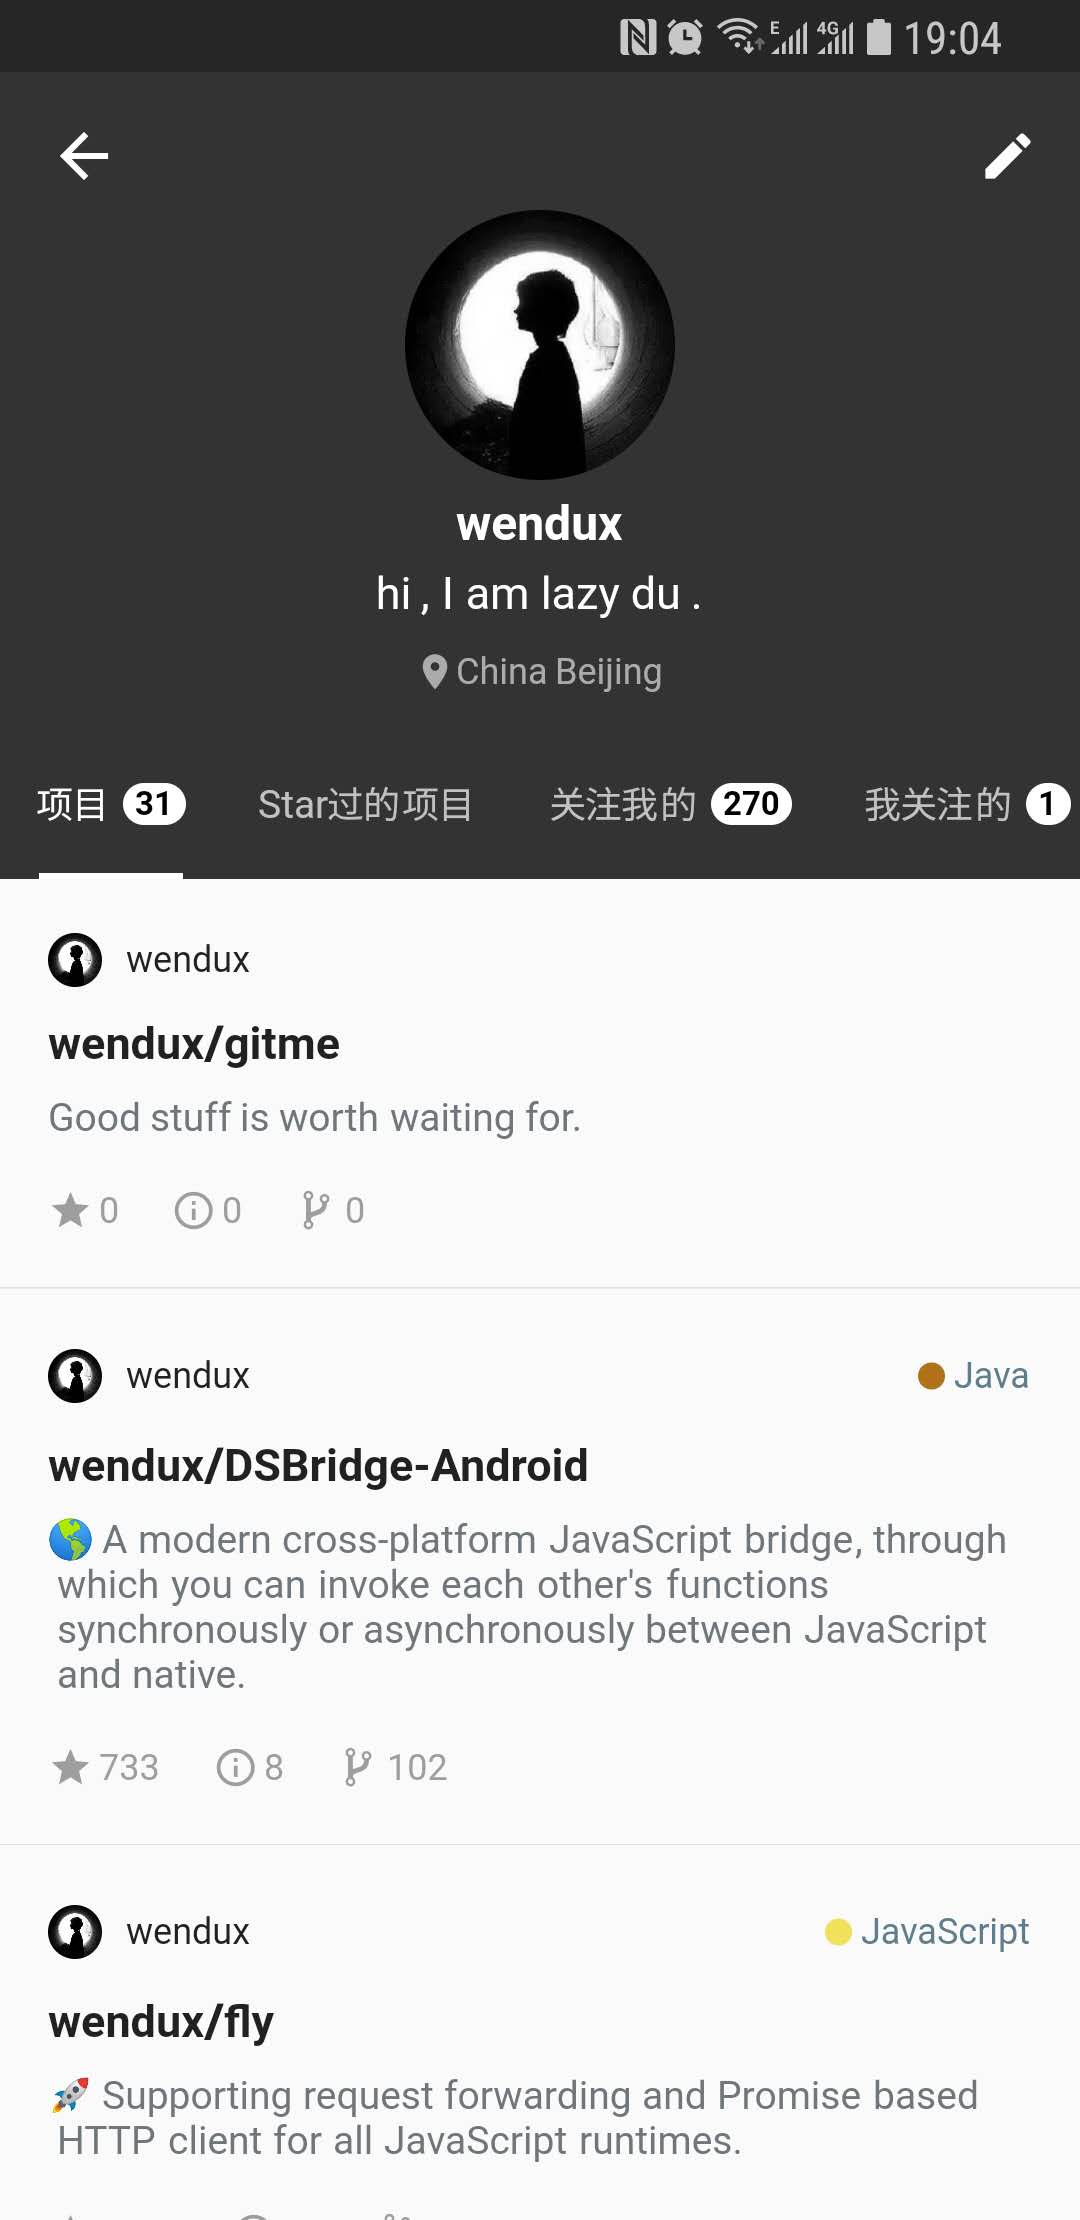 E 4G 19:04
wendux
hi , I am lazy du .
China Beijing
项目 31 Star过的项目 关注我的 270 我关注的 1
wendux
wendux/gitme
Good stuff is worth waiting for.
0 0 0
wendux Java
wendux/DSBridge-Android
🌎 A modern cross-platform JavaScript bridge, through
which you can invoke each other's functions
synchronously or asynchronously between JavaScript
and native.
733 8 102
wendux JavaScript
wendux/fly
🚀 Supporting request forwarding and Promise based
HTTP client for all JavaScript runtimes.